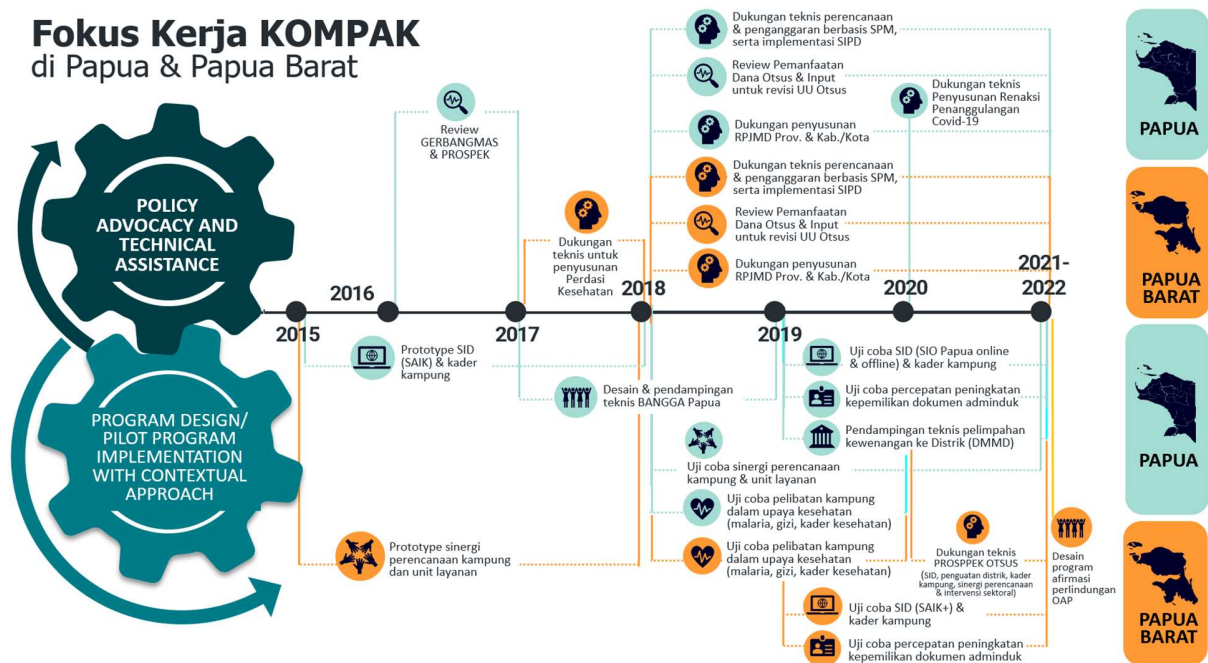 Fokus Kerja KOMPAK
di Papua & Papua Barat
POLICY
ADVOCACY AND
TECHNICAL
ASSISTANCE
PROGRAM DESIGN/
PILOT PROGRAM
IMPLEMENTATION
WITH CONTEXTUAL
APPROACH
Review
GERBANGMAS
& PROSPEK
Dukungan
teknis untuk
penyusunan
Perdasi
Kesehatan
Dukungan teknis perencanaan
& penganggaran berbasis SPM,
serta implementasi SIPD
Review Pemanfaatan
Dana Otsus & Input
untuk revisi UU Otsus
Dukungan penyusunan
RPJMD Prov. & Kab./Kota
Dukungan teknis perencanaan
& penganggaran berbasis SPM,
serta implementasi SIPD
Review Pemanfaatan
Dana Otsus & Input
untuk revisi UU Otsus
Dukungan penyusunan
RPJMD Prov. & Kab./Kota
Dukungan teknis
Penyusunan Renaksi
Penanggulangan
Covid-19
2015
2016
2017
2018
2019
2020
2021-
2022
Prototype SID
(SAIK) & kader
kampung
Desain & pendampingan
teknis BANGGA Papua
Uji coba SID (SIO Papua online
& offline) & kader kampung
Uji coba percepatan peningkatan
kepemilikan dokumen adminduk
Pendampingan teknis pelimpahan
kewenangan ke Distrik (DMMD)
Uji coba sinergi perencanaan
kampung & unit layanan
Uji coba pelibatan kampung
dalam upaya kesehatan
(malaria, gizi, kader kesehatan)
Prototype sinergi
perencanaan kampung
dan unit layanan
Uji coba pelibatan kampung
dalam upaya kesehatan
(malaria, gizi, kader kesehatan)
Dukungan teknis
PROSPPEK OTSUS
(SID, penguatan distrik, kader
kampung, sinergi perencanaan
& intervensi sektoral)
Desain
program
afirmasi
perlindungan
OAP
Uji coba SID (SAIK+) &
kader kampung
Uji coba percepatan peningkatan
kepemilikan dokumen adminduk
PAPUA
PAPUA
BARAT
PAPUA
PAPUA
BARAT